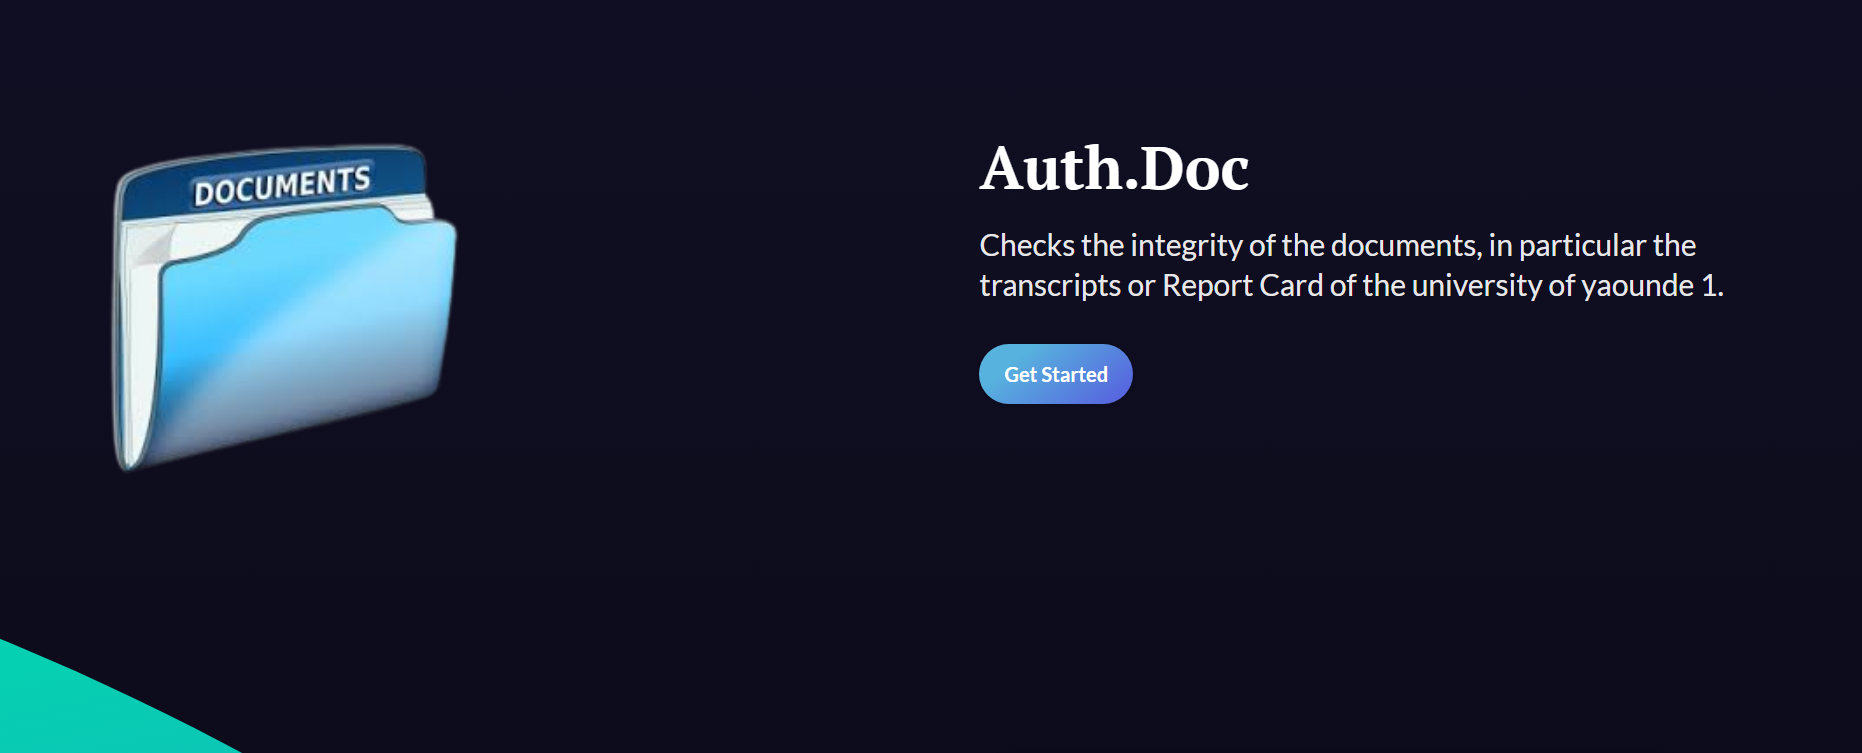 DOCUMENTS
Auth.Doc
Checks the integrity of the documents, in particular the
transcripts or Report Card of the university of yaounde 1.
Get Started